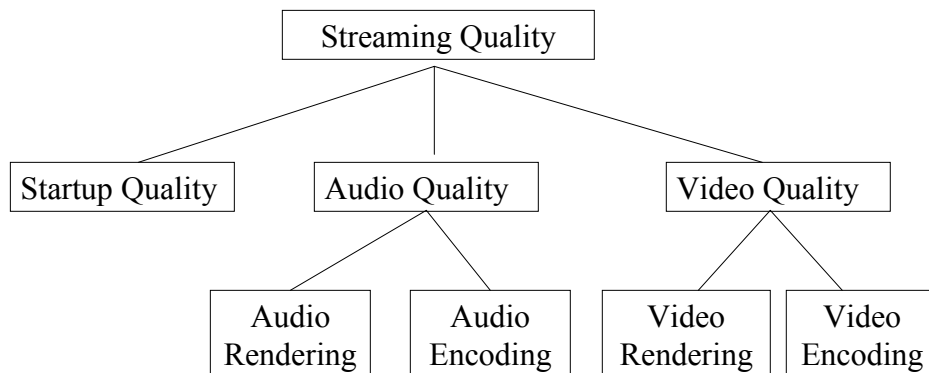 Streaming Quality
Startup Quality
Audio Quality
Video Quality
Audio
Rendering
Audio
Encoding
Video
Rendering
Video
Encoding